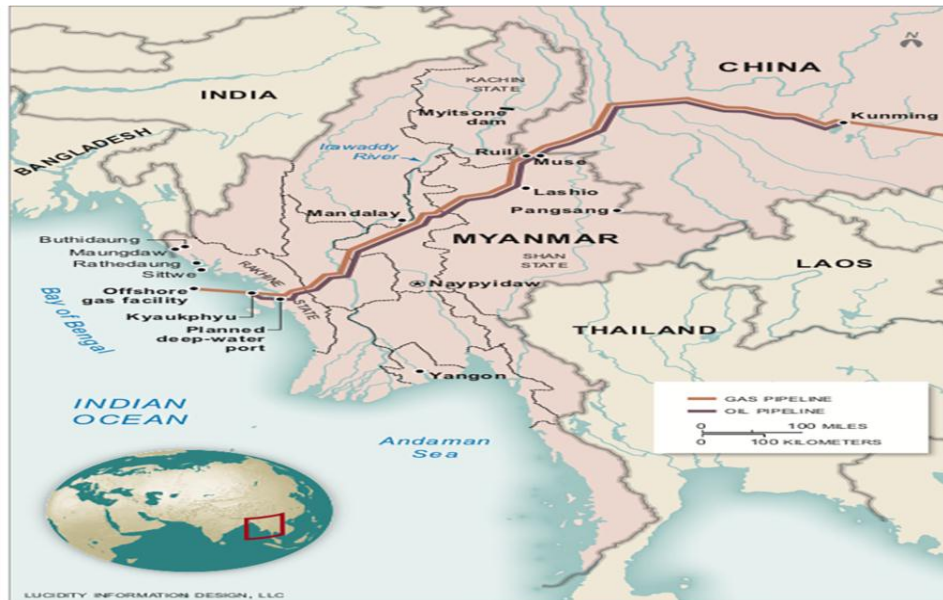 N
CHINA
INDIA
KACHIN
STATE
Myitsone
dam
Kunming
BANGLADESH
Irrawaddy
River
Ruili
Muse
Lashio
Mandalay
Pangsang
MYANMAR
SHAN
STATE
LAOS
Buthidaung
Maungdaw
Rathedaung
Sittwe
RAKHINE
STATE
Offshore
gas facility
Naypyidaw
Kyaukphyu
Bay of Bengal
Planned
deep-water
port
THAILAND
Yangon
INDIAN
OCEAN
Andaman
Sea
GAS PIPELINE
OIL PIPELINE
0 100 MILES
0 100 KILOMETERS
LUCIDITY INFORMATION DESIGN, LLC